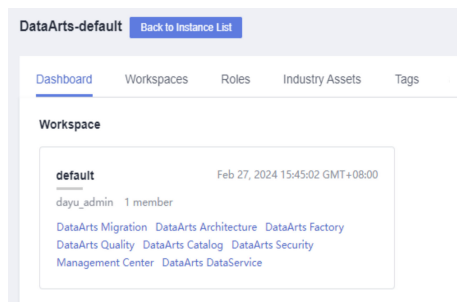 DataArts-default Back to Instance List
Dashboard Workspaces Roles Industry Assets Tags
Workspace
default Feb 27, 2024 15:45:02 GMT+08:00
dayu_admin 1 member
DataArts Migration DataArts Architecture DataArts Factory
DataArts Quality DataArts Catalog DataArts Security
Management Center DataArts DataService